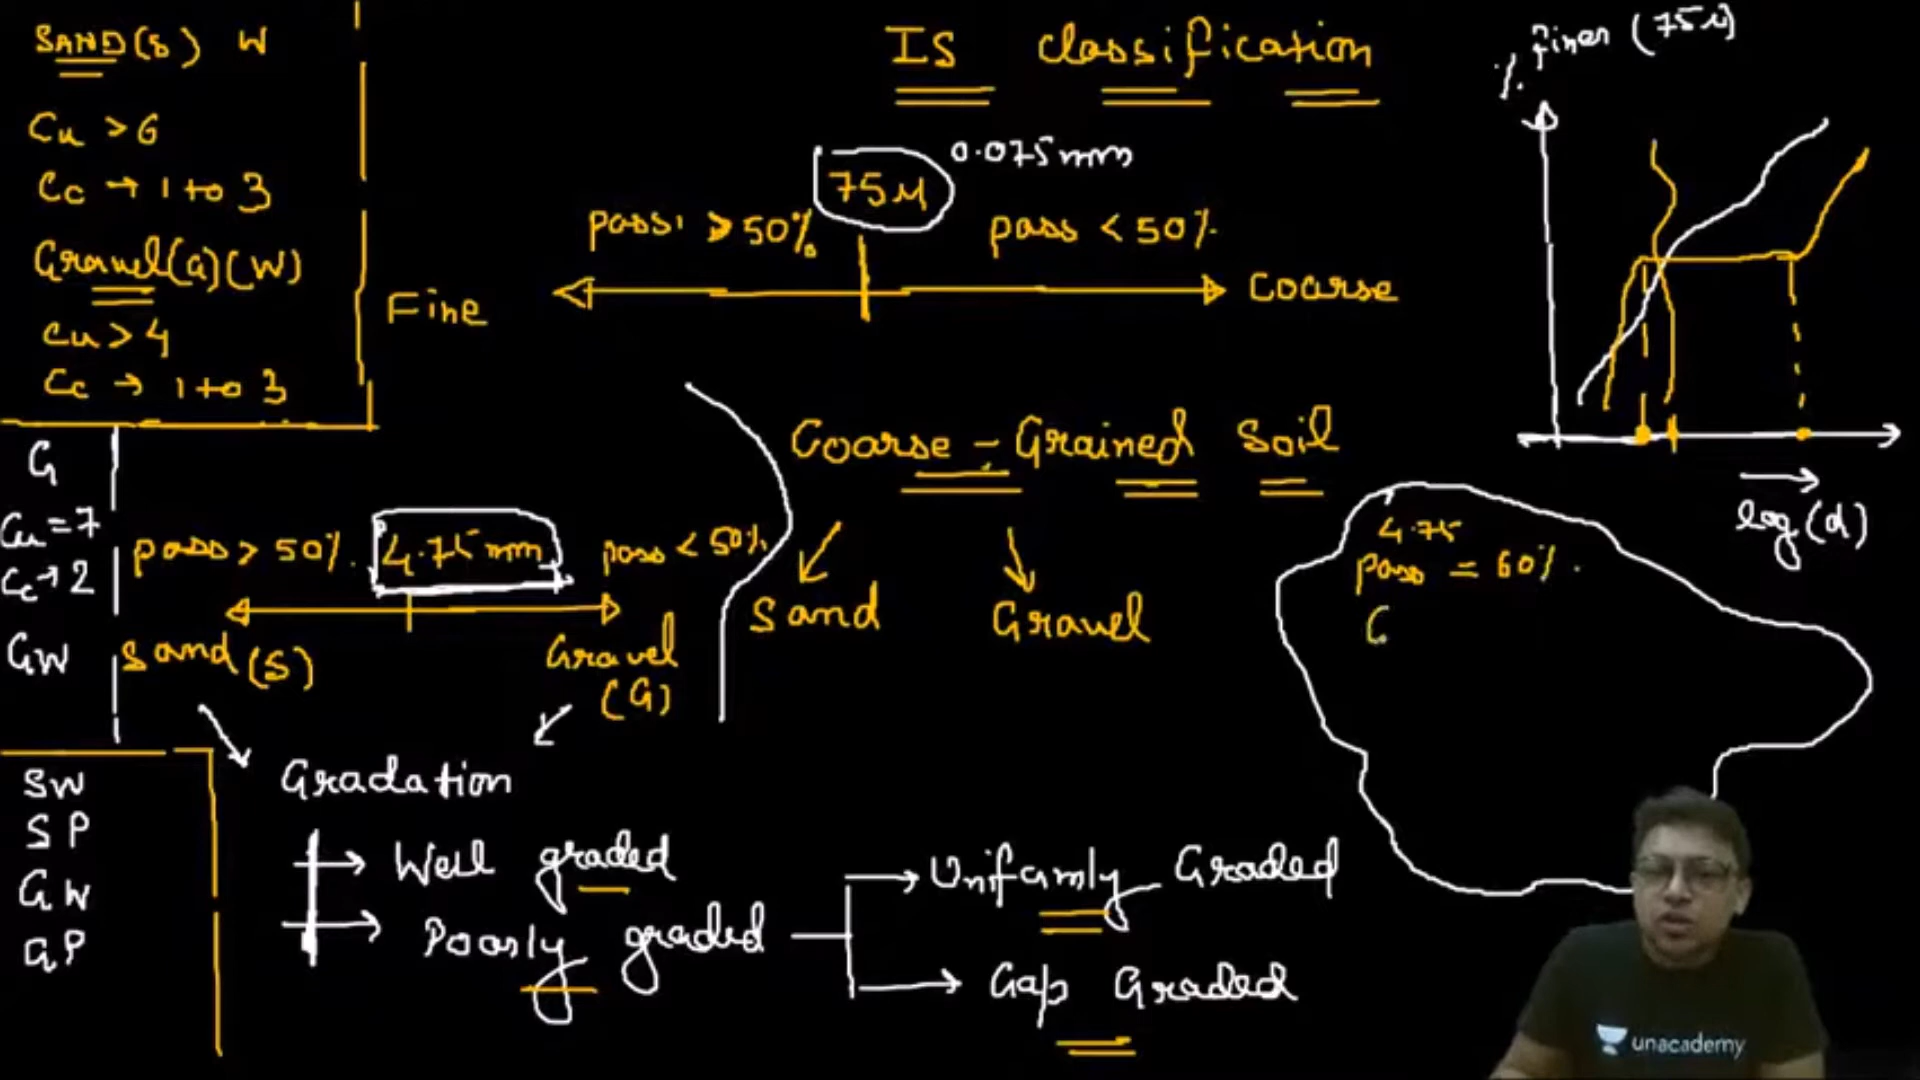 SAND(S) W
Cu > 6
Cc → 1 to 3
Gravel(G)(W)
Cu > 4
Cc → 1 to 3
IS classification
75μ
0.075mm
pass > 50%
pass < 50%.
Fine
Coarse
% finer (75μ)
log(d)
Coarse - Grained Soil
Sand
Gravel
G
Cu = 7
Cc → 2
GW
pass > 50%.
4.75 mm
pass < 50%.
Sand (S)
Gravel
(G)
4.75
pass = 60%.
C
Gradation
Well graded
Poorly graded
Uniformly Graded
Gap Graded
SW
SP
GW
GP
unacademy